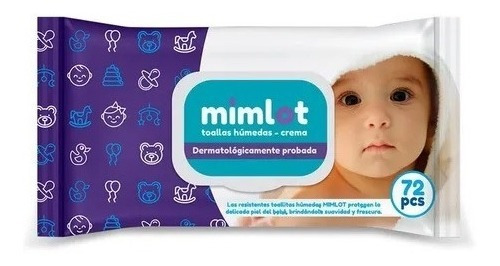 mimlot
toallas húmedas - crema
Dermatológicamente probada
72
pcs
Las resistentes toallitas húmedas MIMLOT protegen la
delicada piel del bebé, brindándole suavidad y frescura.